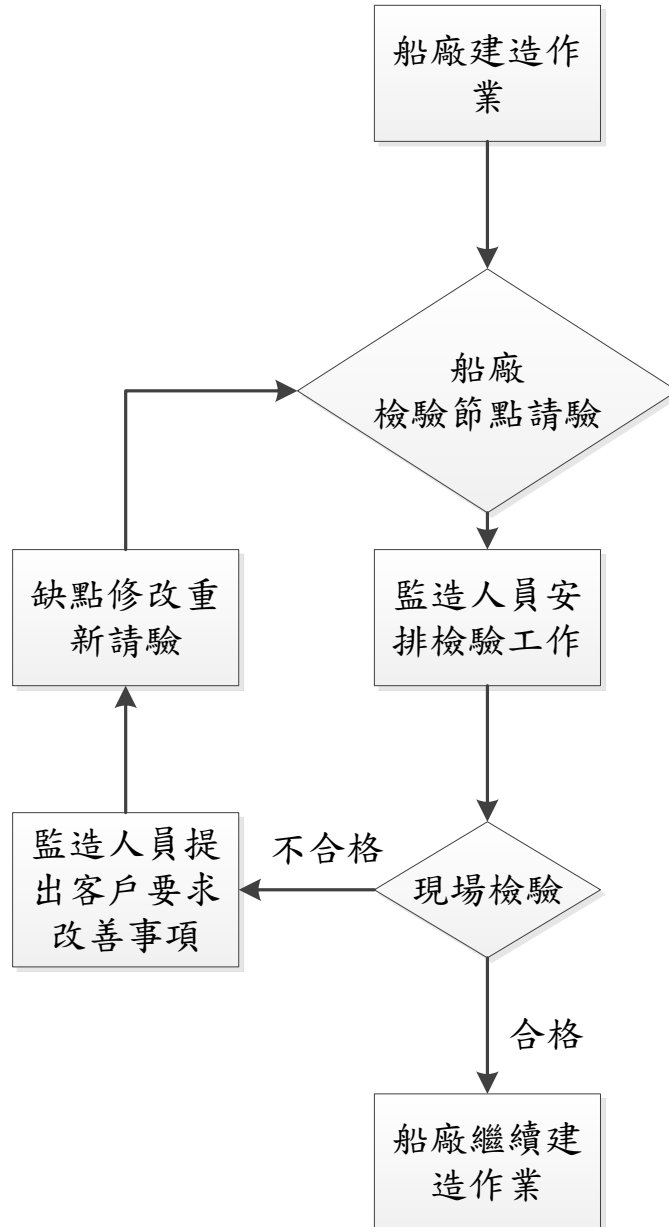 船廠建造作
業
船廠
檢驗節點請驗
缺點修改重
新請驗
監造人員安
排檢驗工作
監造人員提
出客戶要求
改善事項
不合格
現場檢驗
合格
船廠繼續建
造作業